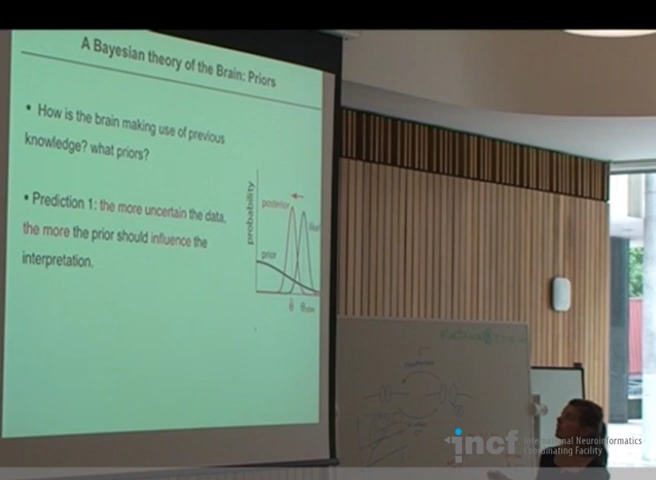 A Bayesian theory of the Brain: Priors
• How is the brain making use of previous
knowledge? what priors?
• Prediction 1: the more uncertain the data,
the more the prior should influence the
interpretation.
probability
posterior
prior
incf
International Neuroinformatics
Coordinating Facility